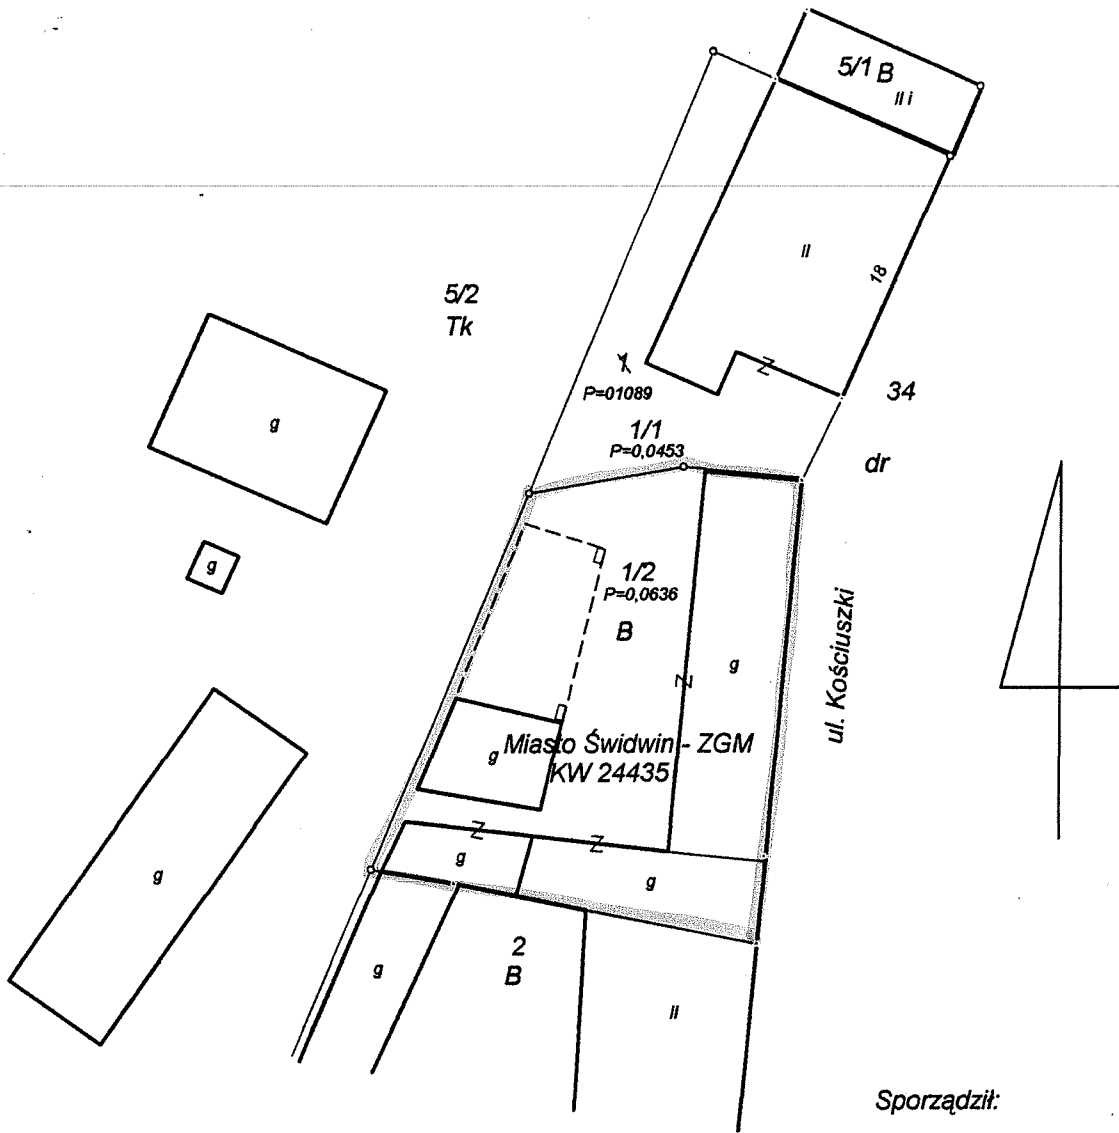 5/1 B
II i
II
18
5/2
Tk
1
P=01089
34
1/1
P=0,0453
dr
g
g
1/2
P=0,0636
B
g
ul. Kościuszki
Miasto Świdwin - ZGM
g
KW 24435
g
g
g
2
B
g
II
Sporządził: